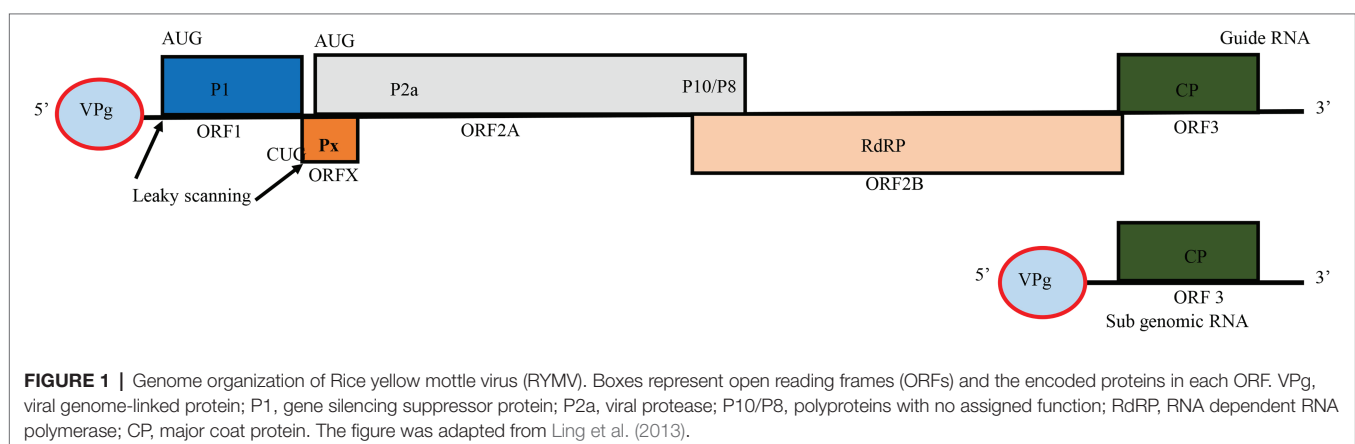 AUG AUG Guide RNA
5’ VPg P1 P2a P10/P8 CP 3’
ORF1 ORF2A ORF3
CUG Px RdRP
Leaky scanning ORFX ORF2B
5’ VPg CP 3’
ORF 3
Sub genomic RNA
FIGURE 1 | Genome organization of Rice yellow mottle virus (RYMV). Boxes represent open reading frames (ORFs) and the encoded proteins in each ORF. VPg,
viral genome-linked protein; P1, gene silencing suppressor protein; P2a, viral protease; P10/P8, polyproteins with no assigned function; RdRP, RNA dependent RNA
polymerase; CP, major coat protein. The figure was adapted from Ling et al. (2013).